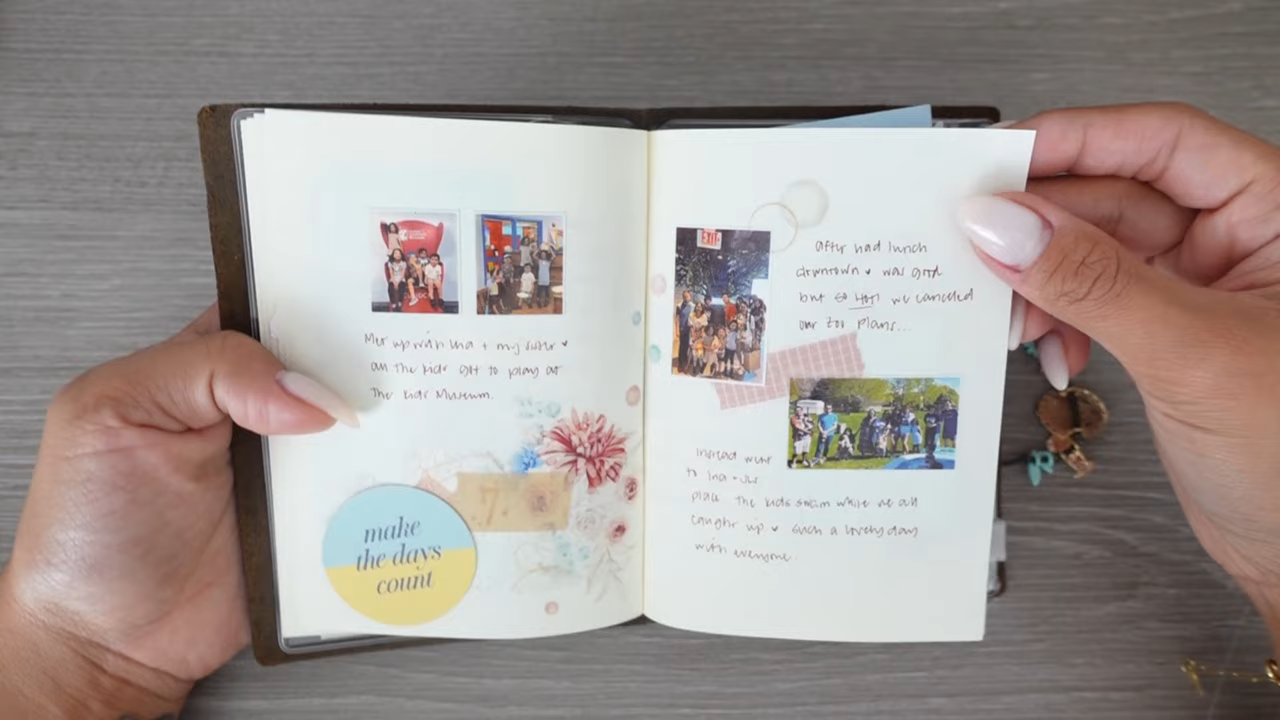 Met up with Ina + my sister ♥
all the kids got to play at
the kids Museum.
7
make
the days
count
EXIT
after had lunch
downtown ♥ was good
but so HOT! we canceled
our zoo plans...
instead went
to Ina +
place. The kids swam while we all
caught up ♥ such a lovely day
with everyone.